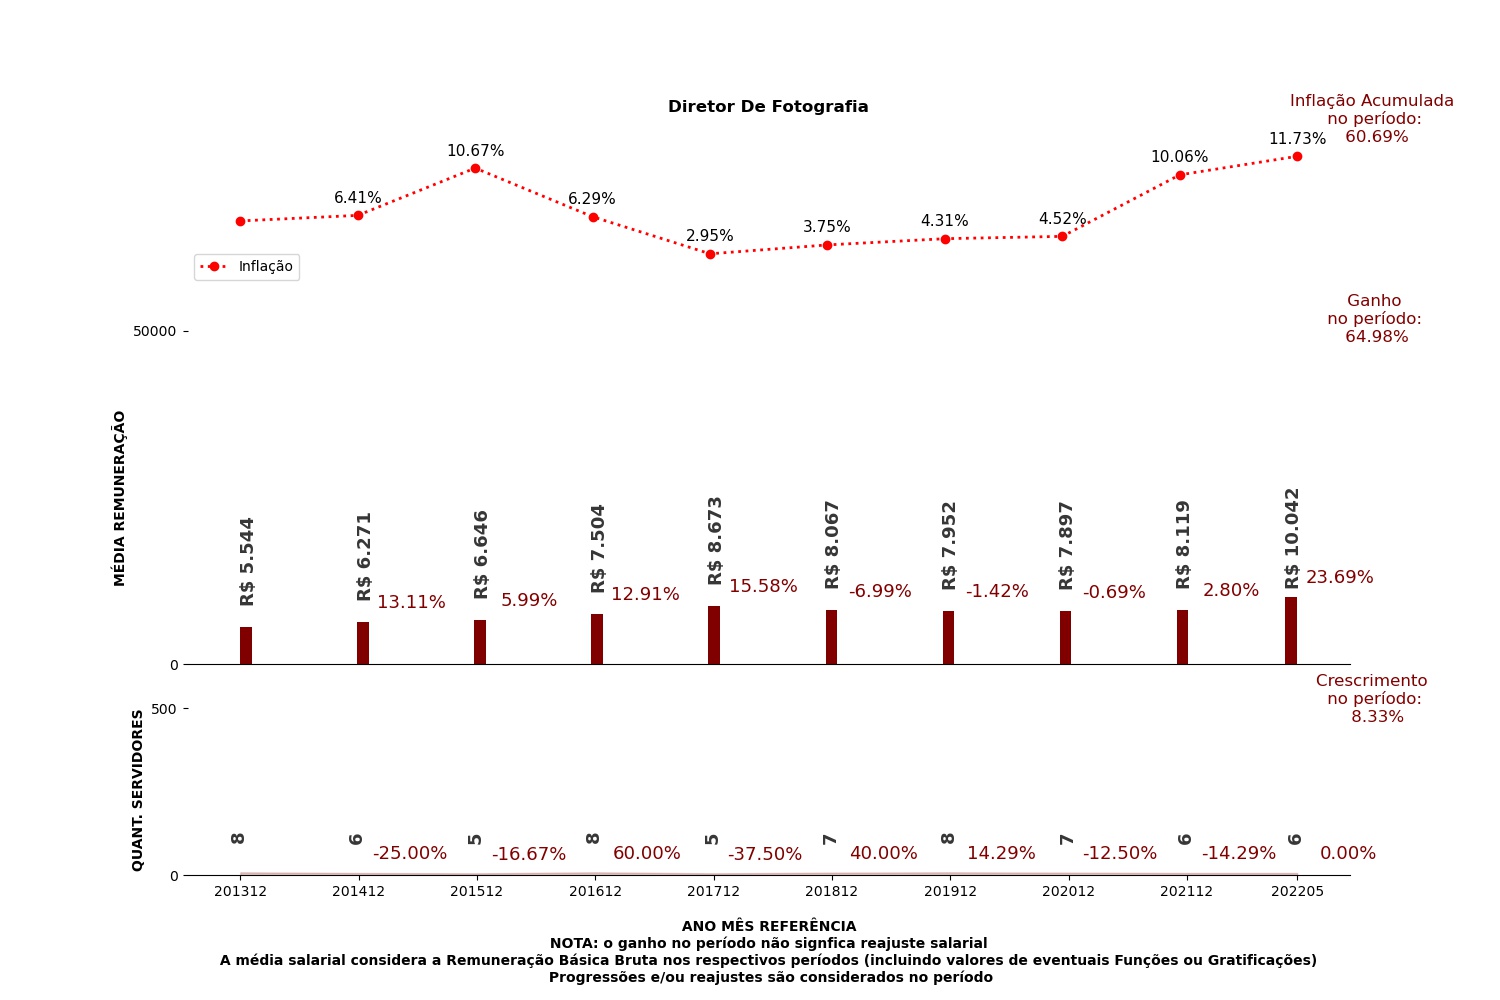 Diretor De Fotografia
Inflação Acumulada
no período:
60.69%
6.41%
10.67%
6.29%
2.95%
3.75%
4.31%
4.52%
10.06%
11.73%
Inflação
Ganho
no período:
64.98%
50000
0
MÉDIA REMUNERAÇÃO
R$ 5.544
R$ 6.271
R$ 6.646
R$ 7.504
R$ 8.673
R$ 8.067
R$ 7.952
R$ 7.897
R$ 8.119
R$ 10.042
13.11%
5.99%
12.91%
15.58%
-6.99%
-1.42%
-0.69%
2.80%
23.69%
Crescrimento
no período:
8.33%
500
0
QUANT. SERVIDORES
8
6
5
8
5
7
8
7
6
6
-25.00%
-16.67%
60.00%
-37.50%
40.00%
14.29%
-12.50%
-14.29%
0.00%
201312
201412
201512
201612
201712
201812
201912
202012
202112
202205
ANO MÊS REFERÊNCIA
NOTA: o ganho no período não signfica reajuste salarial
A média salarial considera a Remuneração Básica Bruta nos respectivos períodos (incluindo valores de eventuais Funções ou Gratificações)
Progressões e/ou reajustes são considerados no período